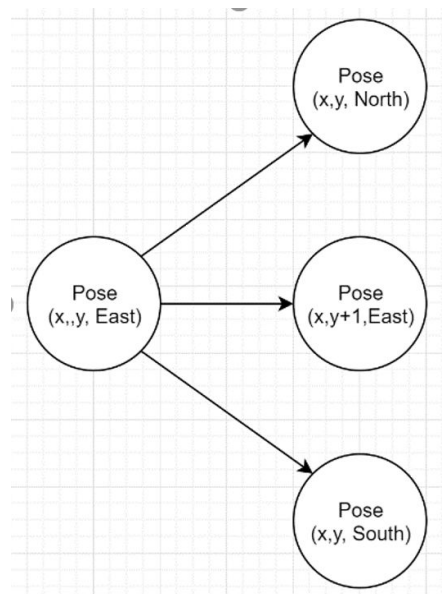 Pose
(x,y, North)
Pose
(x,,y, East)
Pose
(x,y+1,East)
Pose
(x,y, South)